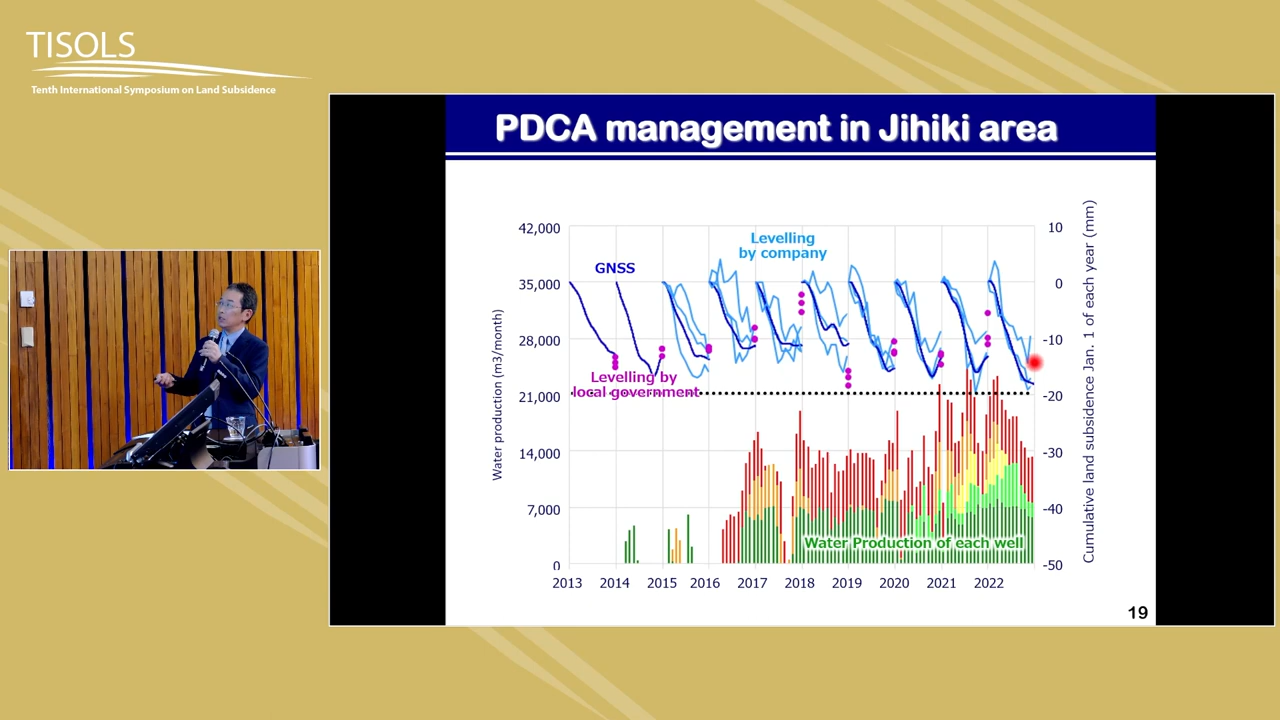 TISOLS
Tenth International Symposium on Land Subsidence
PDCA management in Jihiki area
42,000
35,000
28,000
21,000
14,000
7,000
0
Water production (m3/month)
GNSS
Levelling
by company
Levelling by
local government
Water Production of each well
10
0
-10
-20
-30
-40
-50
Cumulative land subsidence Jan. 1 of each year (mm)
2013
2014
2015
2016
2017
2018
2019
2020
2021
2022
19